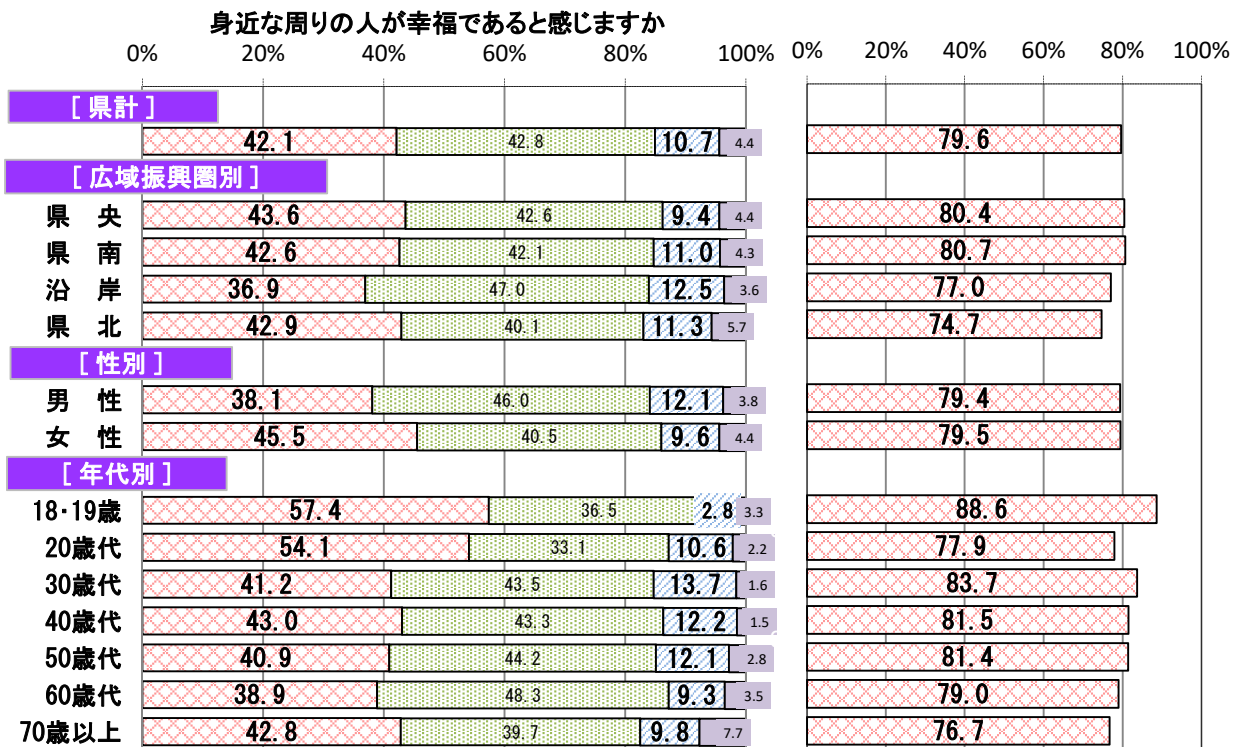 身近な周りの人が幸福であると感じますか
0% 20% 40% 60% 80% 100% 0% 20% 40% 60% 80% 100%
[ 県計 ]
42.1 42.8 10.7 4.4 79.6
[ 広域振興圏別 ]
県 央 43.6 42.6 9.4 4.4 80.4
県 南 42.6 42.1 11.0 4.3 80.7
沿 岸 36.9 47.0 12.5 3.6 77.0
県 北 42.9 40.1 11.3 5.7 74.7
[ 性別 ]
男 性 38.1 46.0 12.1 3.8 79.4
女 性 45.5 40.5 9.6 4.4 79.5
[ 年代別 ]
18・19歳 57.4 36.5 2.8 3.3 88.6
20歳代 54.1 33.1 10.6 2.2 77.9
30歳代 41.2 43.5 13.7 1.6 83.7
40歳代 43.0 43.3 12.2 1.5 81.5
50歳代 40.9 44.2 12.1 2.8 81.4
60歳代 38.9 48.3 9.3 3.5 79.0
70歳以上 42.8 39.7 9.8 7.7 76.7